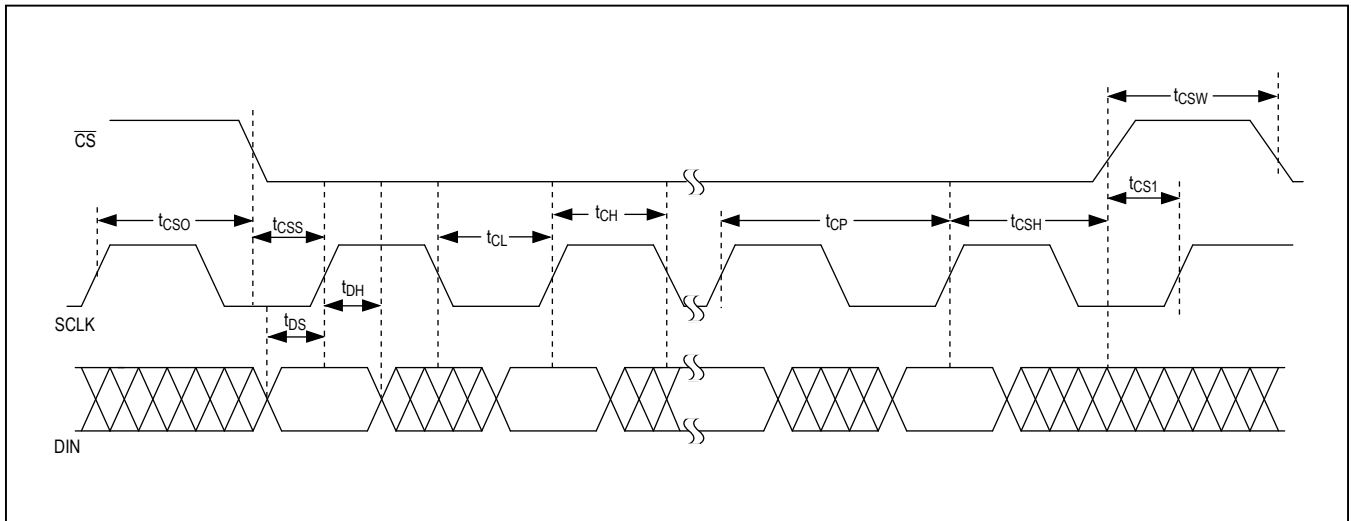 tCSW
CS
tCS1
tCSO
tCSS
tCL
tCH
tCP
tCSH
tDH
SCLK
tDS
DIN